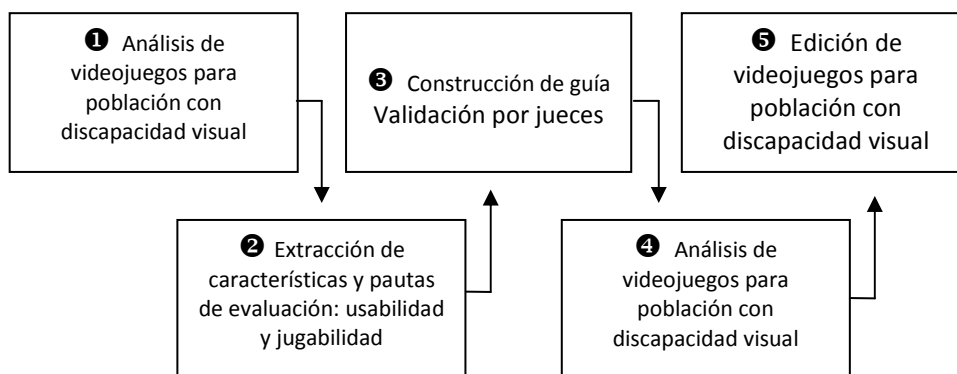 ❶ Análisis de
videojuegos para
población con
discapacidad visual
❷ Extracción de
características y pautas
de evaluación: usabilidad
y jugabilidad
❸ Construcción de guía
Validación por jueces
❹ Análisis de
videojuegos para
población con
discapacidad visual
❺ Edición de
videojuegos para
población con
discapacidad visual